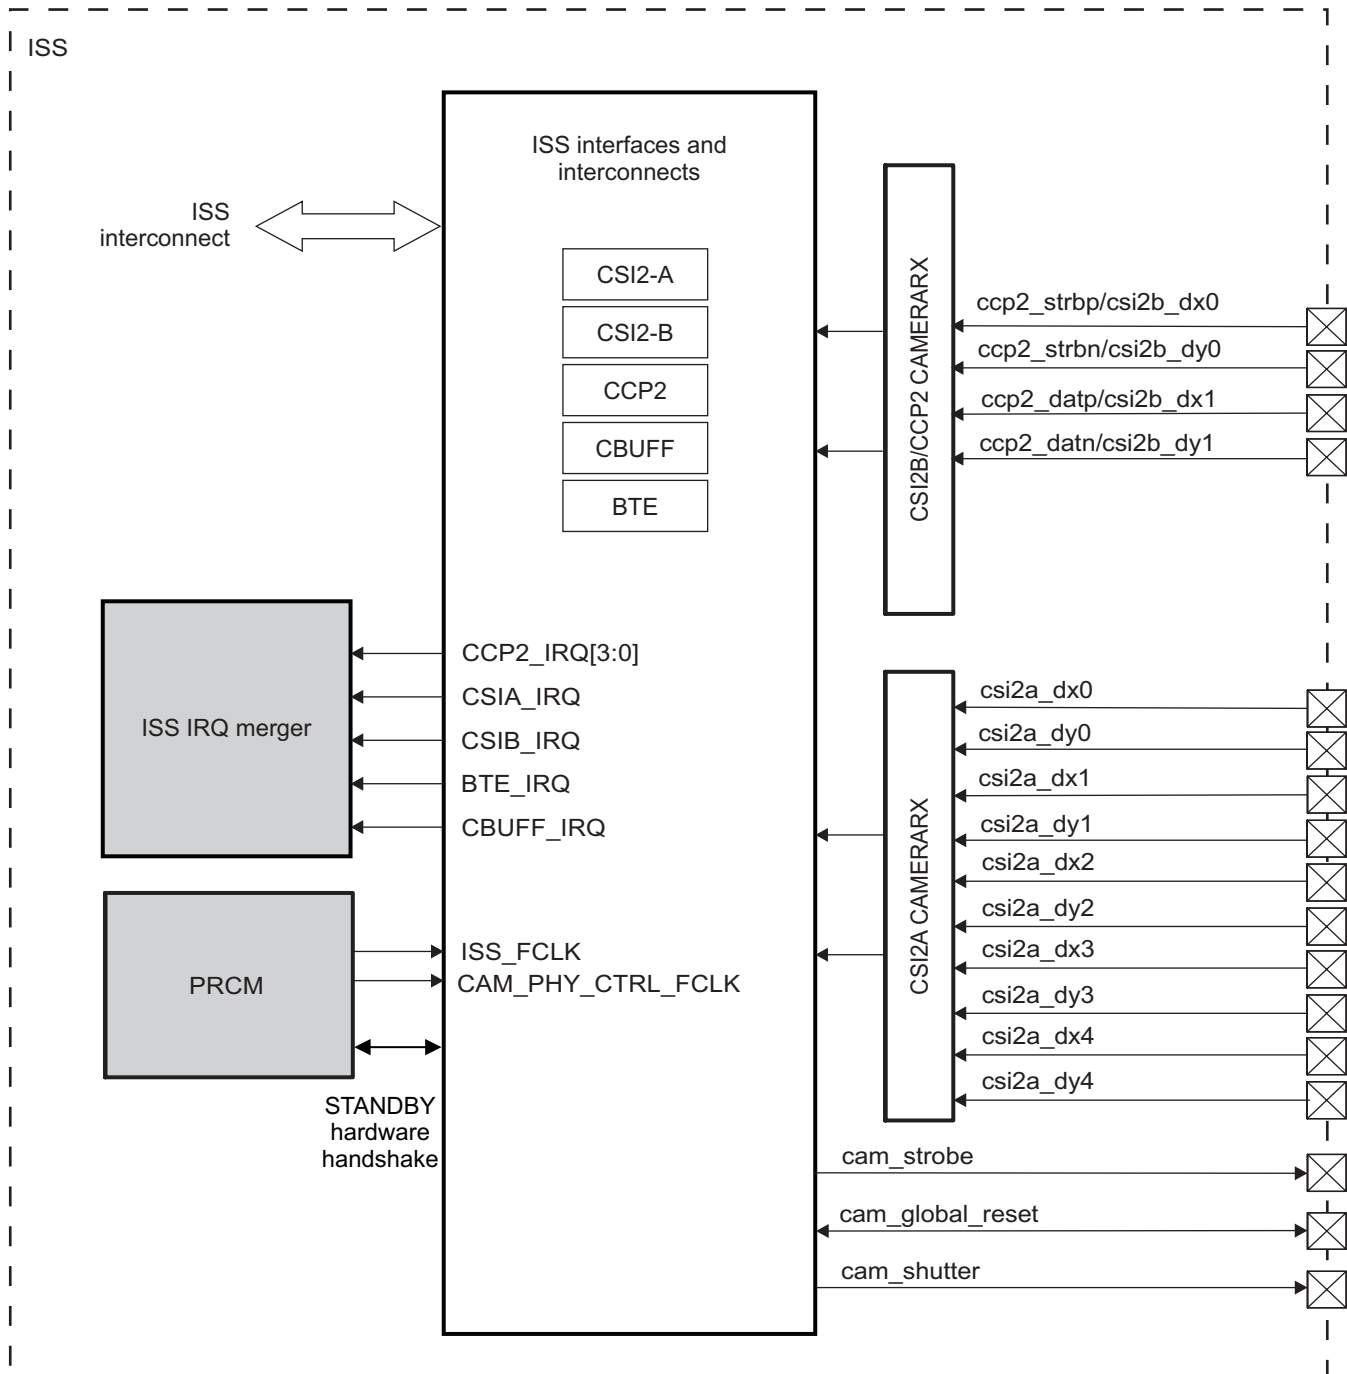 ISS
ISS interfaces and
interconnects
ISS
interconnect
CSI2-A
CSI2-B
CCP2
CBUFF
BTE
CSI2B/CCP2 CAMERARX
ccp2_strbp/csi2b_dx0
ccp2_strbn/csi2b_dy0
ccp2_datp/csi2b_dx1
ccp2_datn/csi2b_dy1
ISS IRQ merger
CCP2_IRQ[3:0]
CSIA_IRQ
CSIB_IRQ
BTE_IRQ
CBUFF_IRQ
PRCM
ISS_FCLK
CAM_PHY_CTRL_FCLK
STANDBY
hardware
handshake
CSI2A CAMERARX
csi2a_dx0
csi2a_dy0
csi2a_dx1
csi2a_dy1
csi2a_dx2
csi2a_dy2
csi2a_dx3
csi2a_dy3
csi2a_dx4
csi2a_dy4
cam_strobe
cam_global_reset
cam_shutter